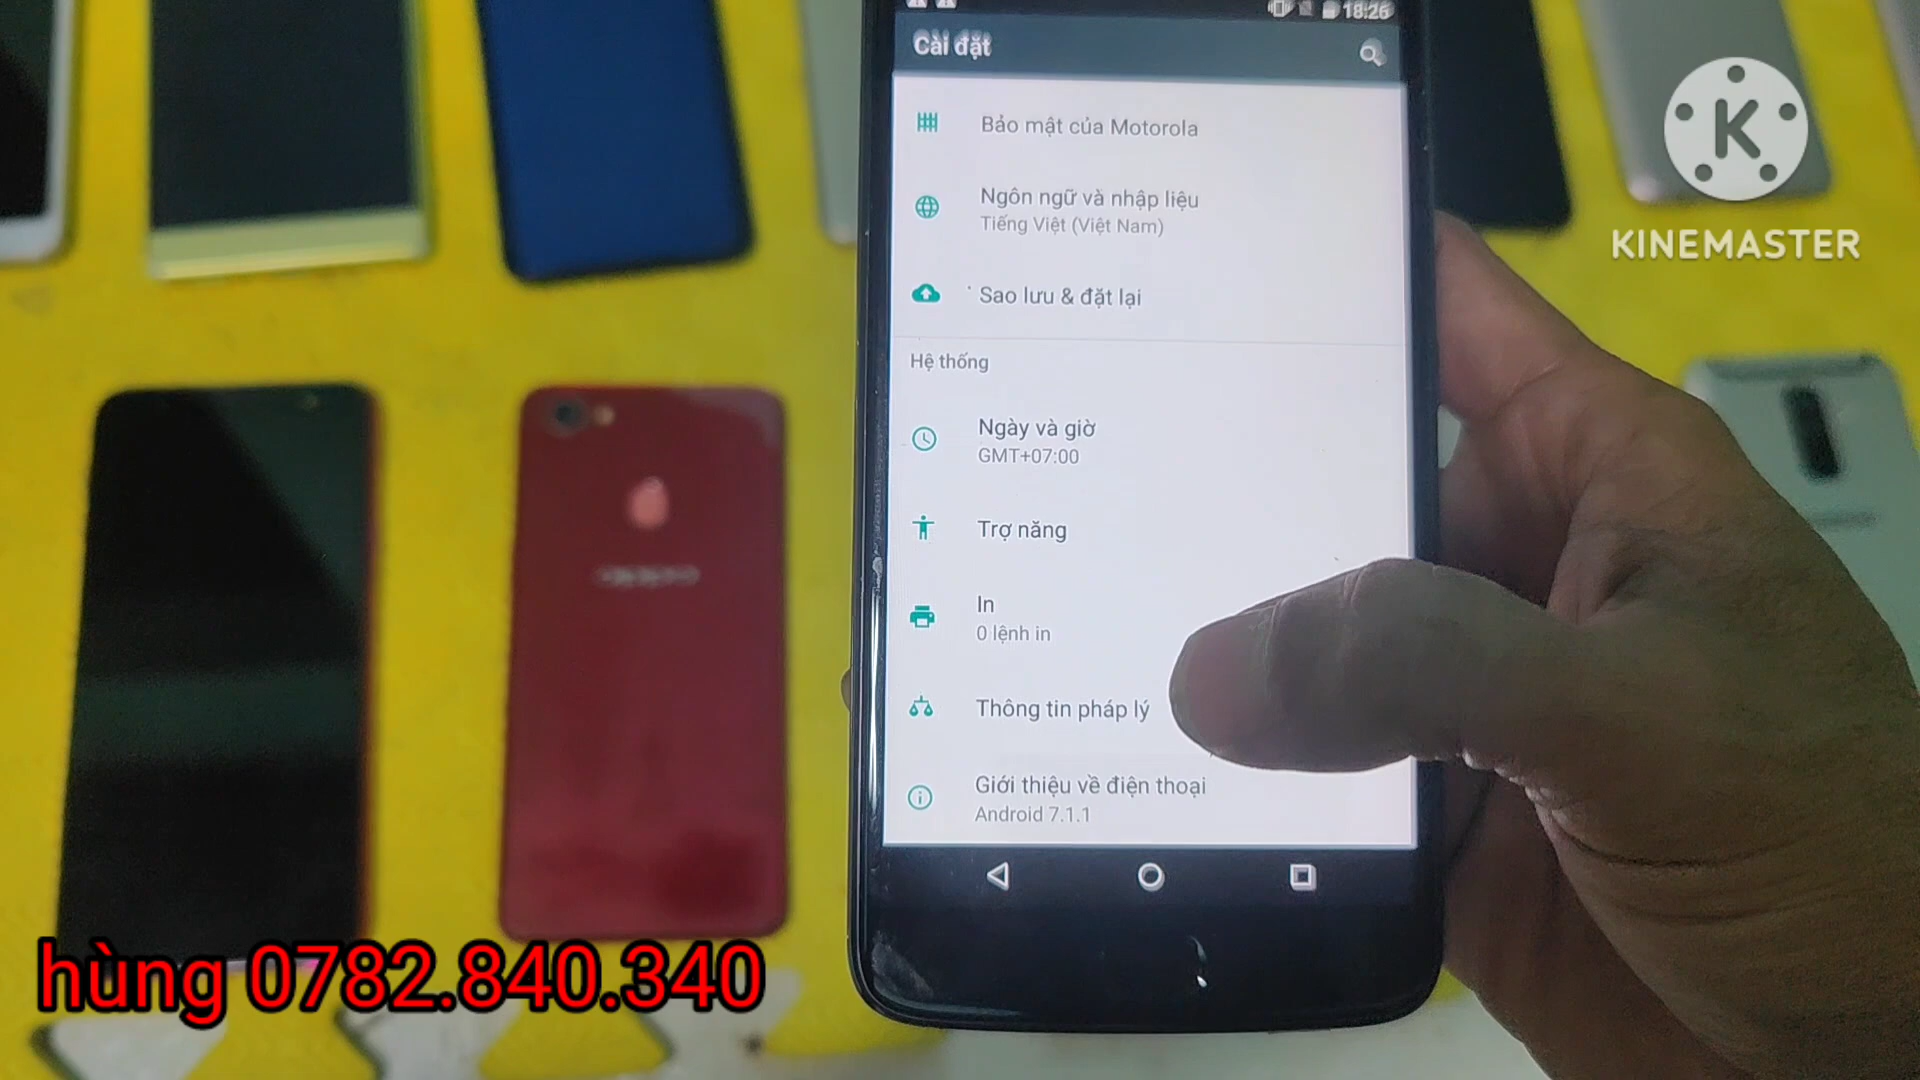 18:26
Cài đặt
Bảo mật của Motorola
Ngôn ngữ và nhập liệu
Tiếng Việt (Việt Nam)
Sao lưu & đặt lại
Hệ thống
Ngày và giờ
GMT+07:00
Trợ năng
In
0 lệnh in
Thông tin pháp lý
Giới thiệu về điện thoại
Android 7.1.1
K
KINEMASTER
oppo
hùng 0782.840.340